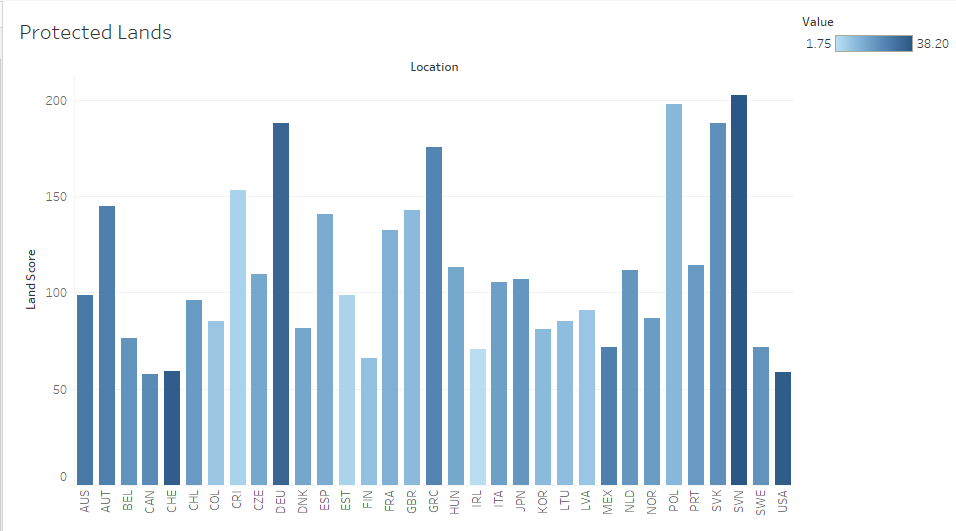 Protected Lands
Value
1.75 38.20
Location
Land Score
200
150
100
50
0
AUS AUT BEL CAN CHE CHL COL CRI CZE DEU DNK ESP EST FIN FRA GBR GRC HUN IRL ITA JPN KOR LTU LVA MEX NLD NOR POL PRT SVK SVN SWE USA